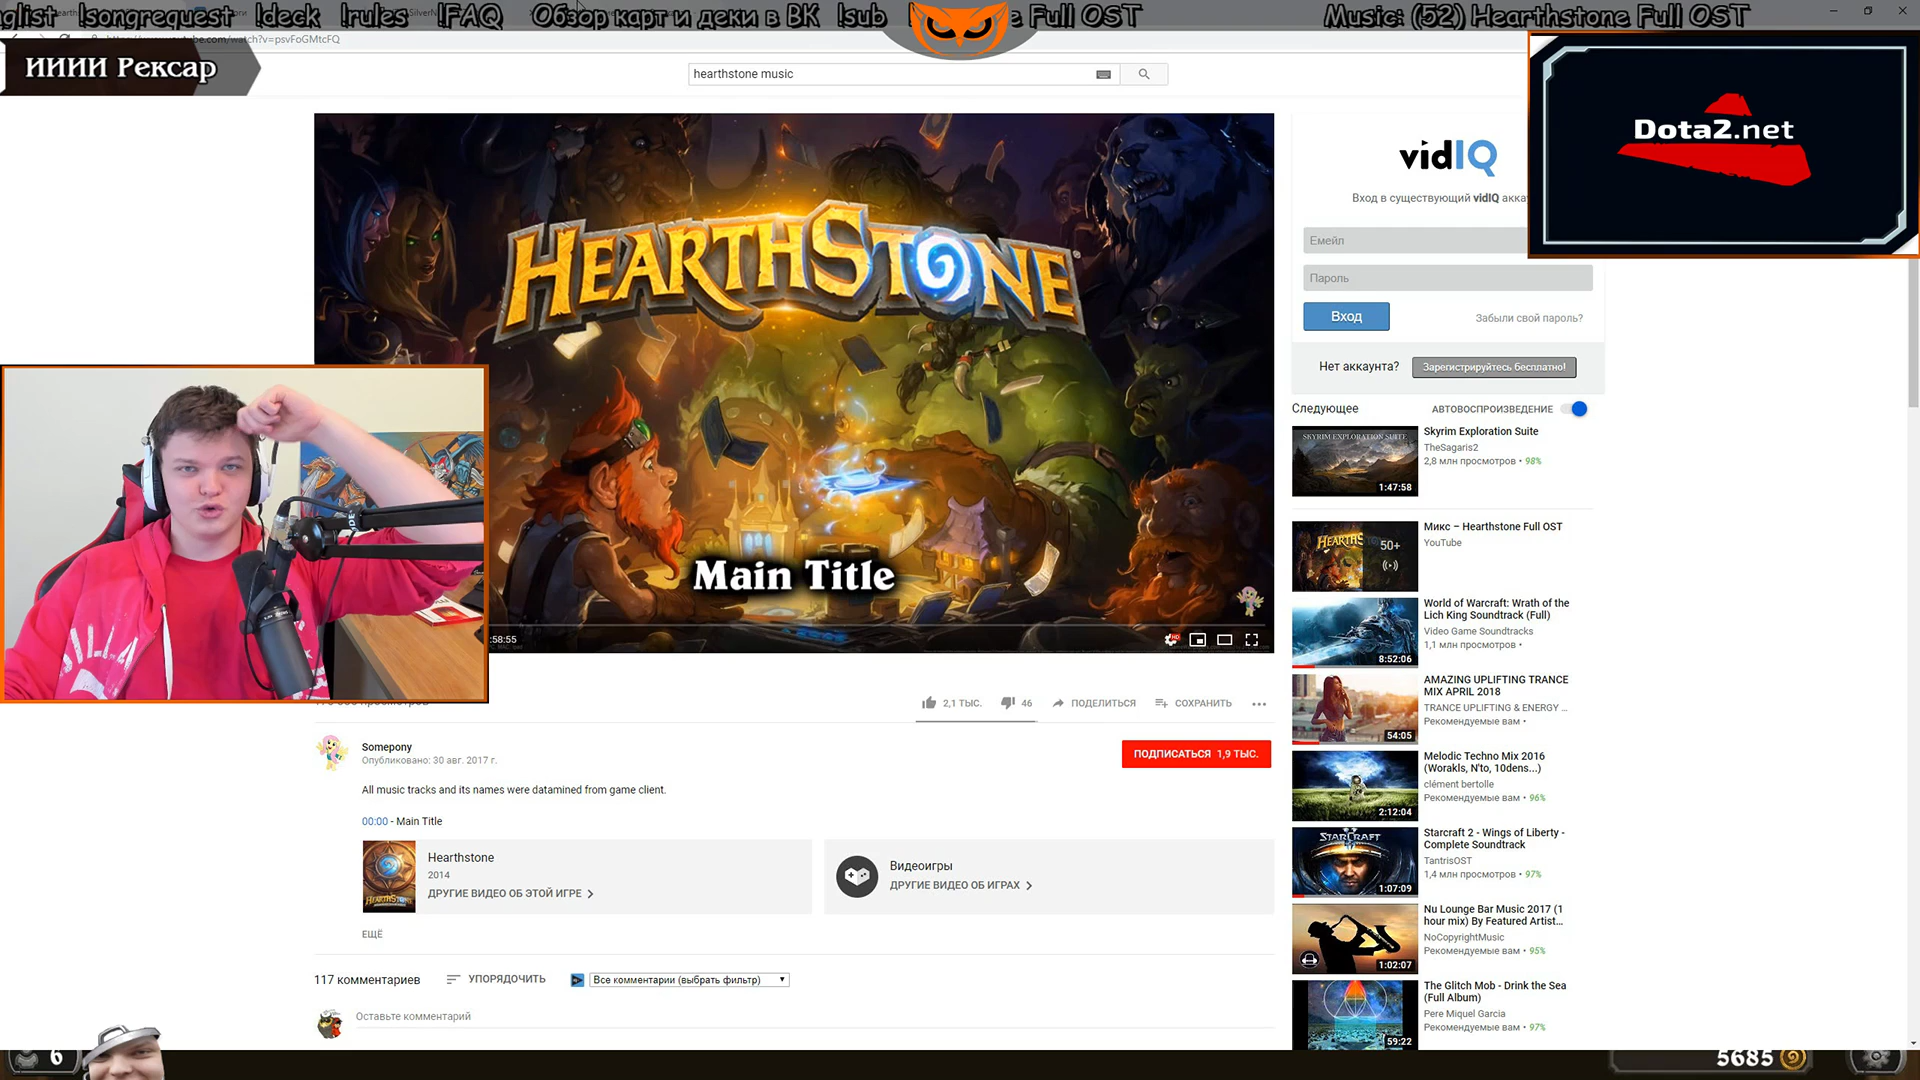 !songrequest !deck !rules !FAQ Обзор карт и деки в ВК !sub
Full OST
Music: (52) Hearthstone Full OST
ИИИИ Рексар
hearthstone music
Dota2.net
HEARTHSTONE
Main Title
:58:55
vidIQ
Вход в существующий vidIQ
Емейл
Пароль
Вход
Забыли свой пароль?
Нет аккаунта?
Зарегистрируйтесь бесплатно!
Следующее
АВТОВОСПРОИЗВЕДЕНИЕ
SKYRIM EXPLORATION SUITE
1:47:58
Skyrim Exploration Suite
TheSagaris2
2,8 млн просмотров • 98%
50+
Микс – Hearthstone Full OST
YouTube
8:52:06
World of Warcraft: Wrath of the
Lich King Soundtrack (Full)
Video Game Soundtracks
1,1 млн просмотров •
54:05
AMAZING UPLIFTING TRANCE
MIX APRIL 2018
TRANCE UPLIFTING & ENERGY ...
Рекомендуемые вам •
2:12:04
Melodic Techno Mix 2016
(Worakls, N'to, 10dens...)
clément bertolle
Рекомендуемые вам • 96%
STARCRAFT
1:07:09
Starcraft 2 - Wings of Liberty -
Complete Soundtrack
TantrisOST
1,4 млн просмотров • 97%
1:02:07
Nu Lounge Bar Music 2017 (1
hour mix) By Featured Artist...
NoCopyrightMusic
Рекомендуемые вам • 95%
59:22
The Glitch Mob - Drink the Sea
(Full Album)
Pere Miquel Garcia
Рекомендуемые вам • 97%
2,1 ТЫС.
46
ПОДЕЛИТЬСЯ
СОХРАНИТЬ
Somepony
Опубликовано: 30 авг. 2017 г.
ПОДПИСАТЬСЯ 1,9 ТЫС.
All music tracks and its names were datamined from game client.
00:00 - Main Title
HEARTHSTONE
Hearthstone
2014
ДРУГИЕ ВИДЕО ОБ ЭТОЙ ИГРЕ
Видеоигры
ДРУГИЕ ВИДЕО ОБ ИГРАХ
ЕЩЁ
117 комментариев
УПОРЯДОЧИТЬ
Все комментарии (выбрать фильтр)
Оставьте комментарий
6
5685